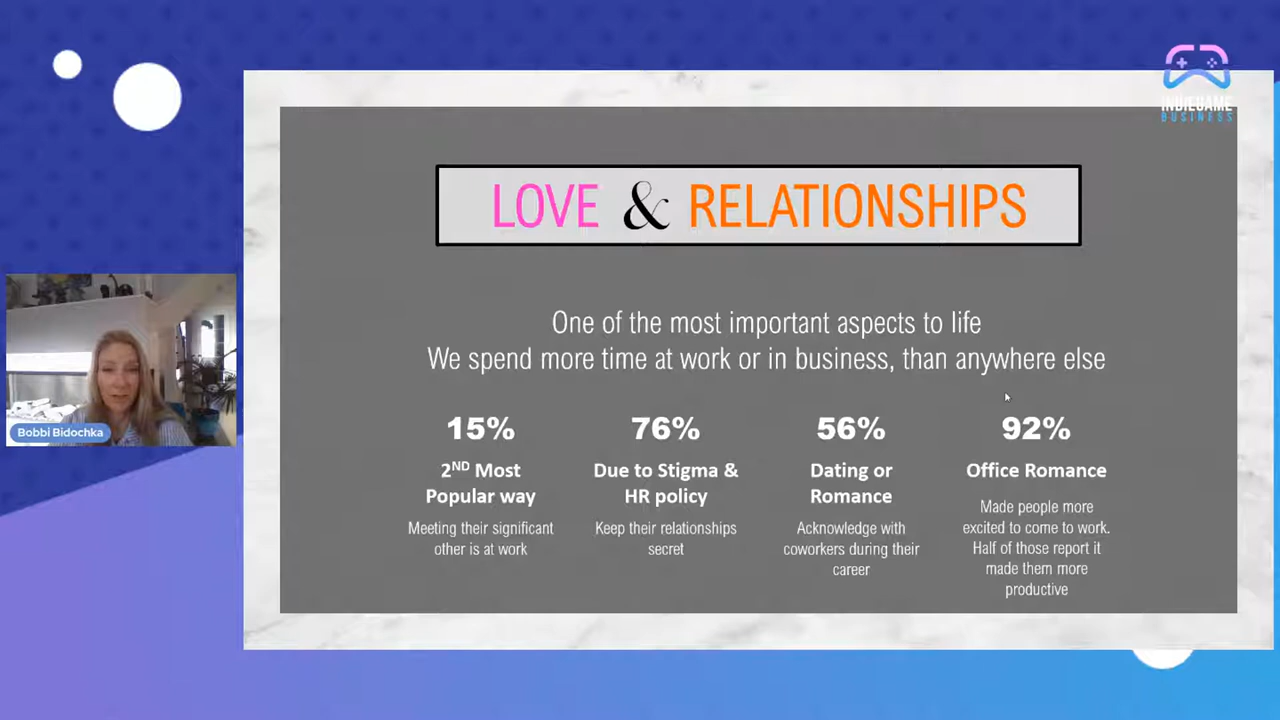 INDIEGAME
BUSINESS
LOVE & RELATIONSHIPS
One of the most important aspects to life
We spend more time at work or in business, than anywhere else
15%
2ND Most
Popular way
Meeting their significant
other is at work
76%
Due to Stigma &
HR policy
Keep their relationships
secret
56%
Dating or
Romance
Acknowledge with
coworkers during their
career
92%
Office Romance
Made people more
excited to come to work.
Half of those report it
made them more
productive
Bobbi Bidochka